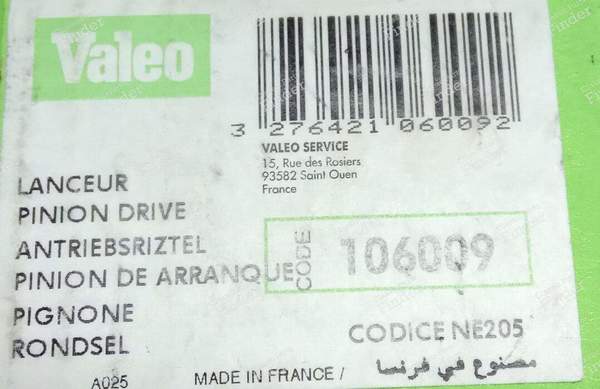 Valeo
3 276421 060092
VALEO SERVICE
15, Rue des Rosiers
93582 Saint Ouen
France
LANCEUR
PINION DRIVE
ANTRIEBSRIZTEL
PINION DE ARRANQUE
PIGNONE
RONDSEL
CODE 106009
CODICE NE205
A025 MADE IN FRANCE / مصنوع في فرنسا